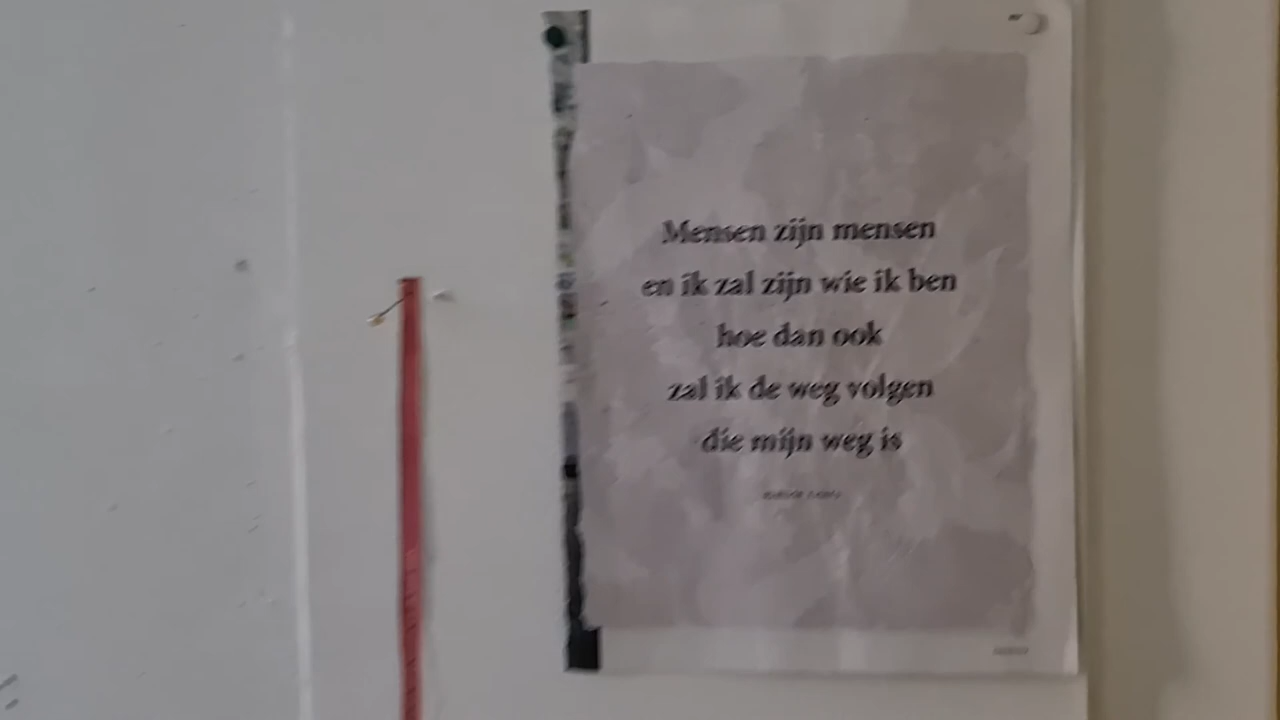 Mensen zijn mensen
en ik zal zijn wie ik ben
hoe dan ook
zal ik de weg volgen
die mijn weg is